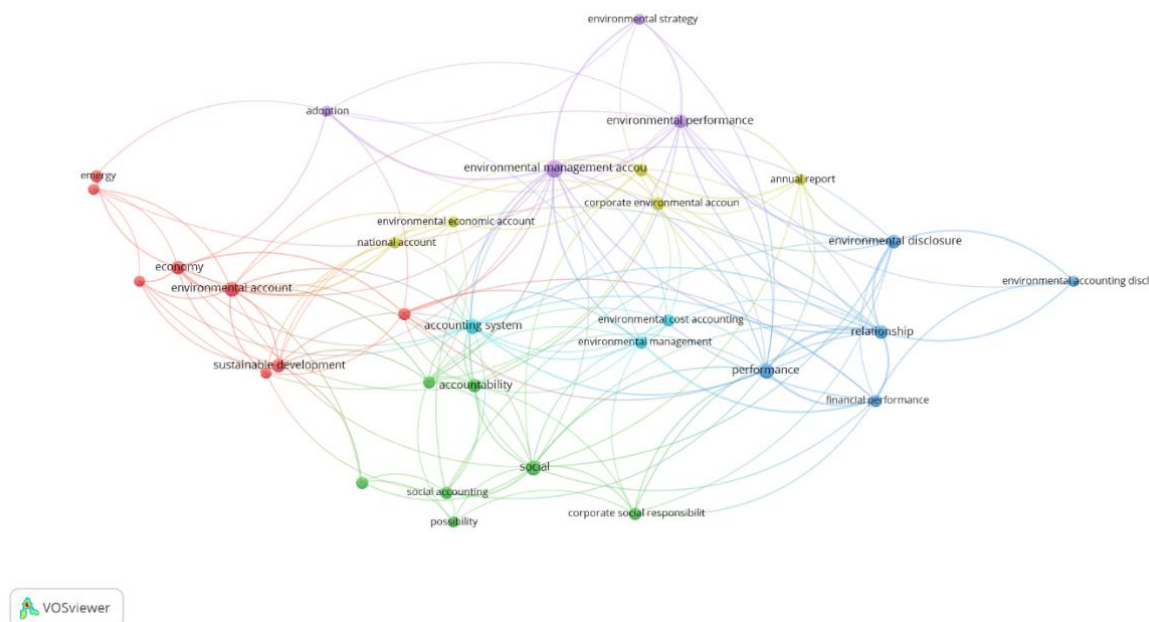 environmental strategy
adoption
environmental performance
environmental management accou
emergy
annual report
corporate environmental accoun
environmental economic account
national account
environmental disclosure
economy
environmental account
environmental accounting discl
environmental cost accounting
accounting system
relationship
environmental management
sustainable development
performance
accountability
financial performance
social
social accounting
corporate social responsibilit
possibility
VOSviewer